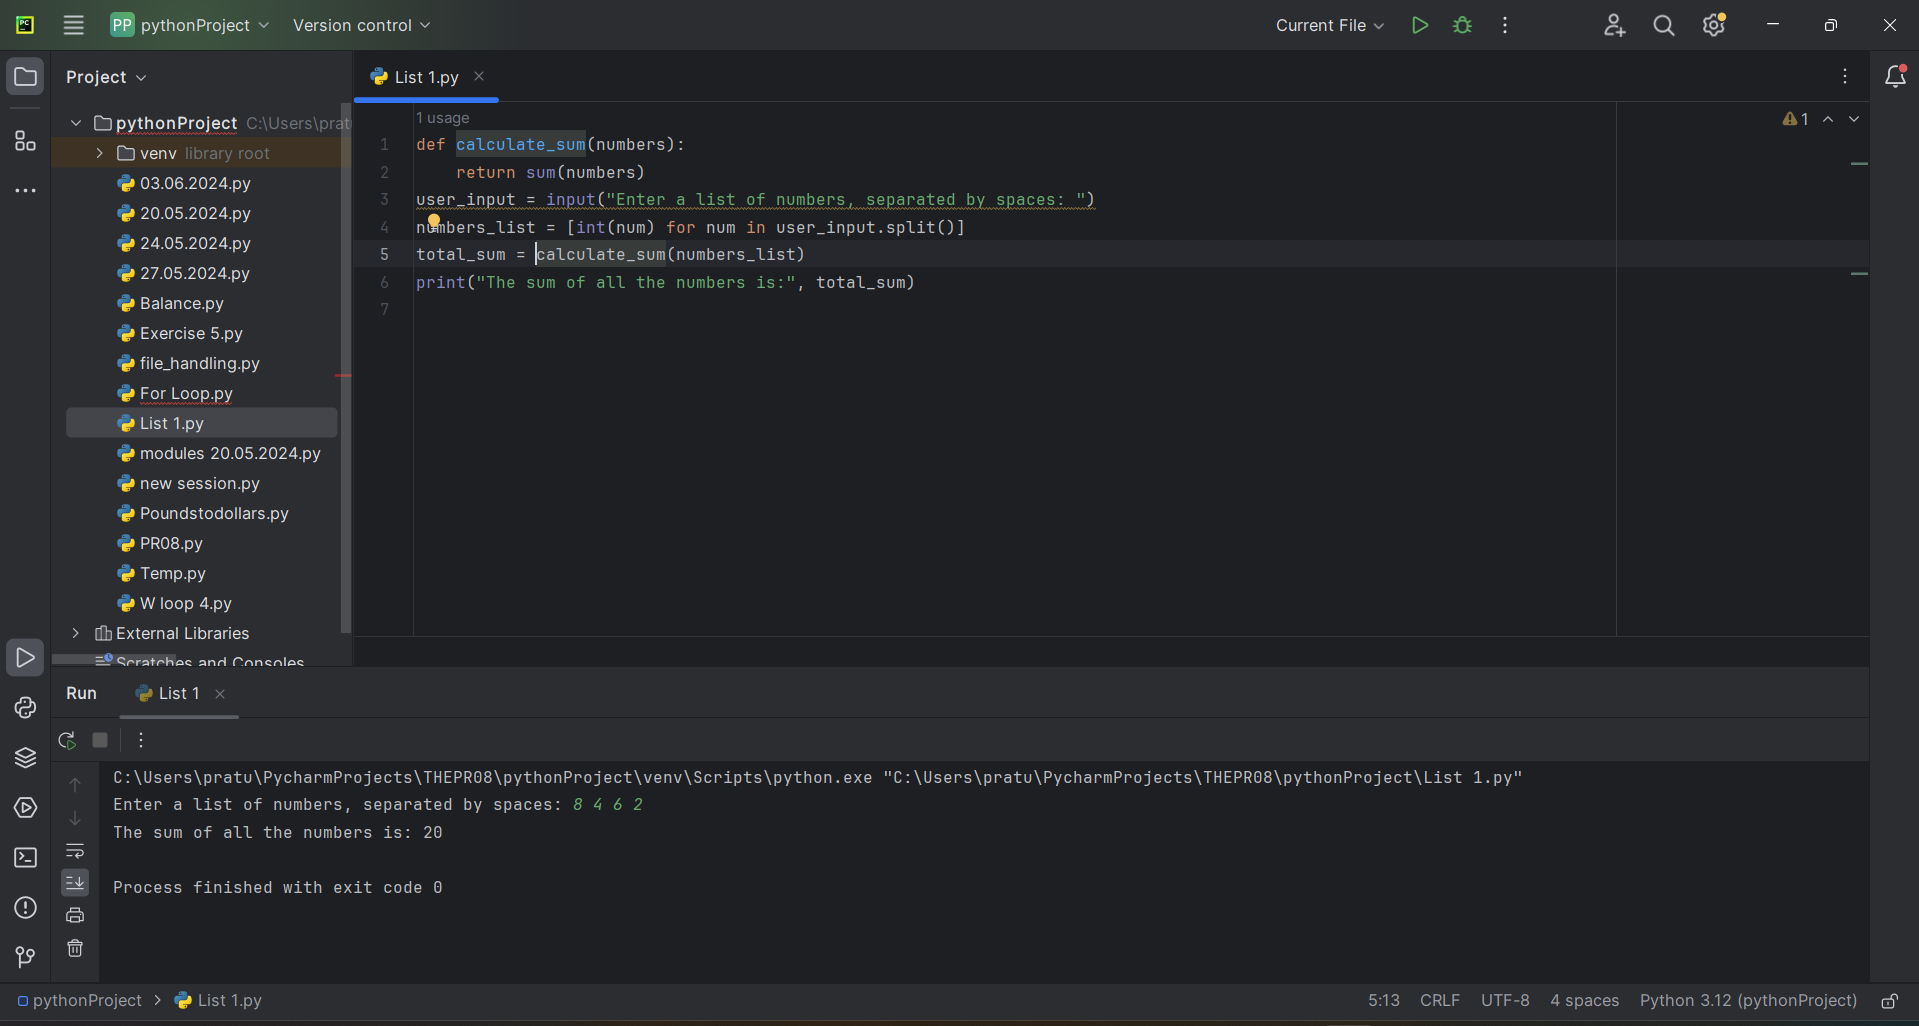 PC
PP pythonProject Version control Current File
Project
List 1.py
pythonProject C:\Users\prat
venv library root
03.06.2024.py
20.05.2024.py
24.05.2024.py
27.05.2024.py
Balance.py
Exercise 5.py
file_handling.py
For Loop.py
List 1.py
modules 20.05.2024.py
new session.py
Poundstodollars.py
PR08.py
Temp.py
W loop 4.py
External Libraries
Scratches and Consoles
1 usage
1
1 def calculate_sum(numbers):
2 return sum(numbers)
3 user_input = input("Enter a list of numbers, separated by spaces: ")
4 numbers_list = [int(num) for num in user_input.split()]
5 total_sum = calculate_sum(numbers_list)
6 print("The sum of all the numbers is:", total_sum)
7
Run List 1
C:\Users\pratu\PycharmProjects\THEPR08\pythonProject\venv\Scripts\python.exe "C:\Users\pratu\PycharmProjects\THEPR08\pythonProject\List 1.py"
Enter a list of numbers, separated by spaces: 8 4 6 2
The sum of all the numbers is: 20
Process finished with exit code 0
pythonProject List 1.py 5:13 CRLF UTF-8 4 spaces Python 3.12 (pythonProject)